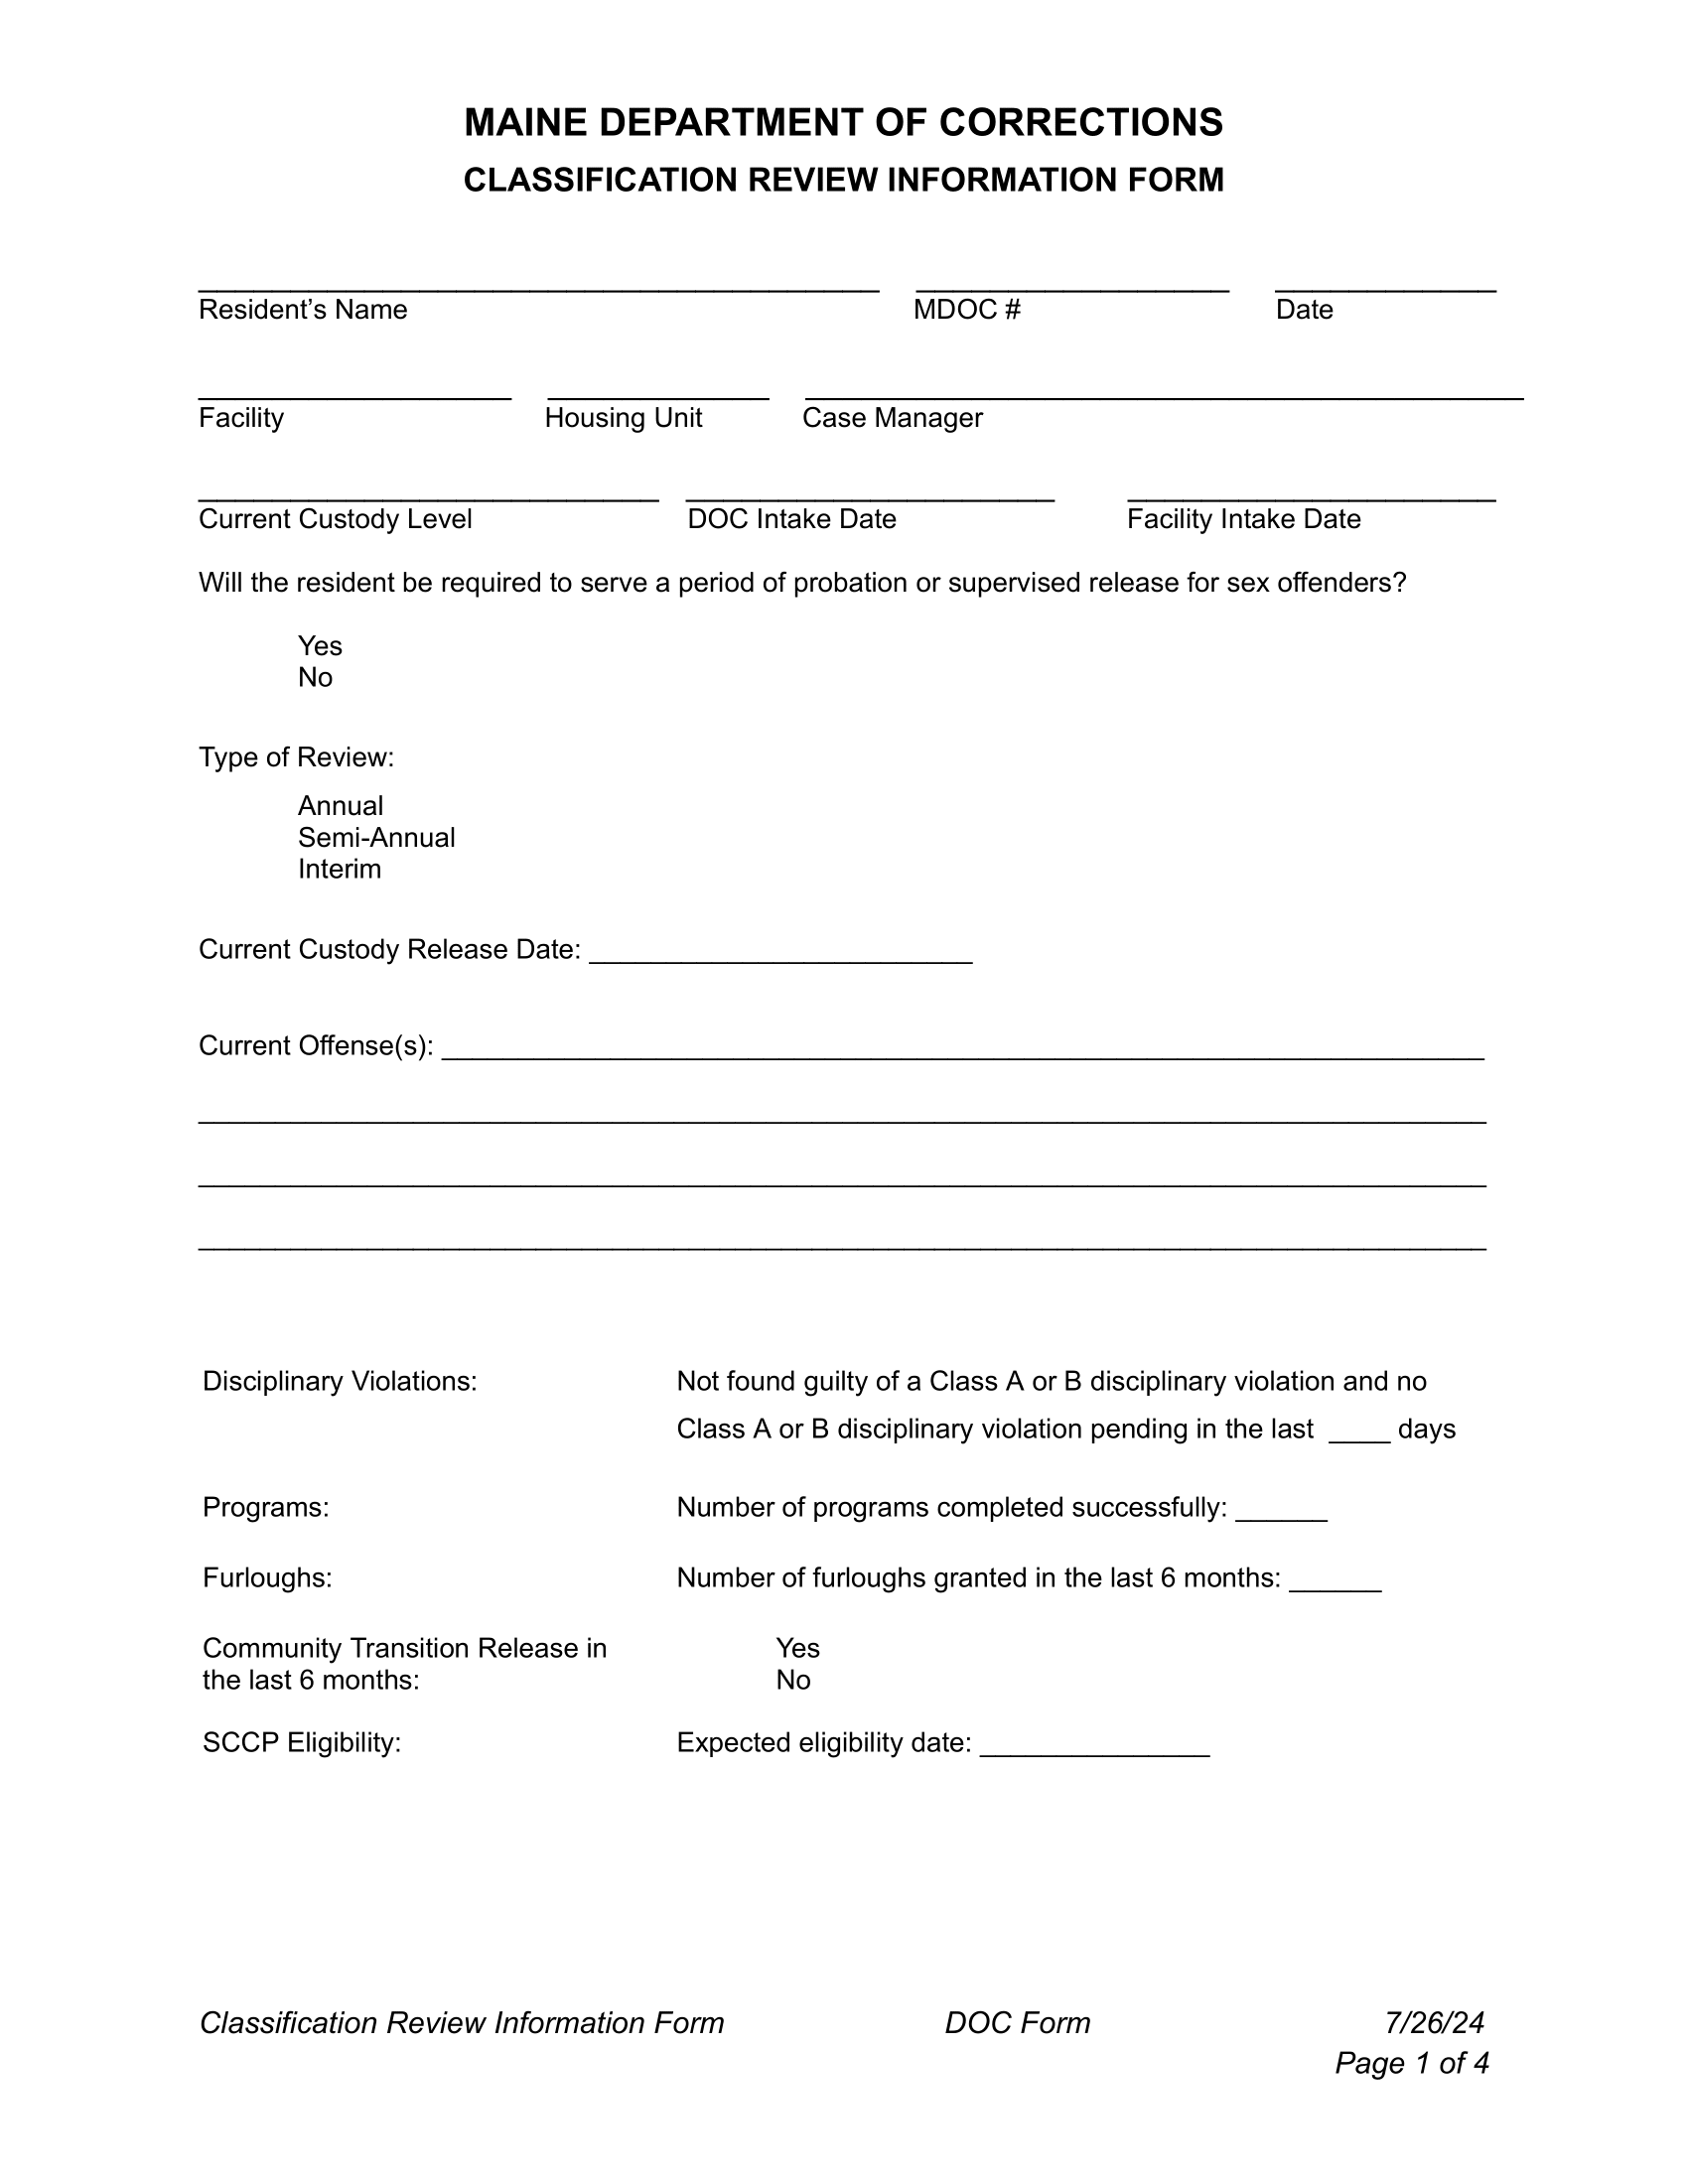 MAINE DEPARTMENT OF CORRECTIONS
CLASSIFICATION REVIEW INFORMATION FORM
Resident’s Name MDOC # Date
Facility Housing Unit Case Manager
Current Custody Level DOC Intake Date Facility Intake Date
Will the resident be required to serve a period of probation or supervised release for sex offenders?
Yes
No
Type of Review:
Annual
Semi-Annual
Interim
Current Custody Release Date: _________________________
Current Offense(s): ____________________________________________________________________
Disciplinary Violations: Not found guilty of a Class A or B disciplinary violation and no
Class A or B disciplinary violation pending in the last ____ days
Programs: Number of programs completed successfully: ______
Furloughs: Number of furloughs granted in the last 6 months: ______
Community Transition Release in Yes
the last 6 months: No
SCCP Eligibility: Expected eligibility date: _______________
Classification Review Information Form DOC Form 7/26/24
Page 1 of 4